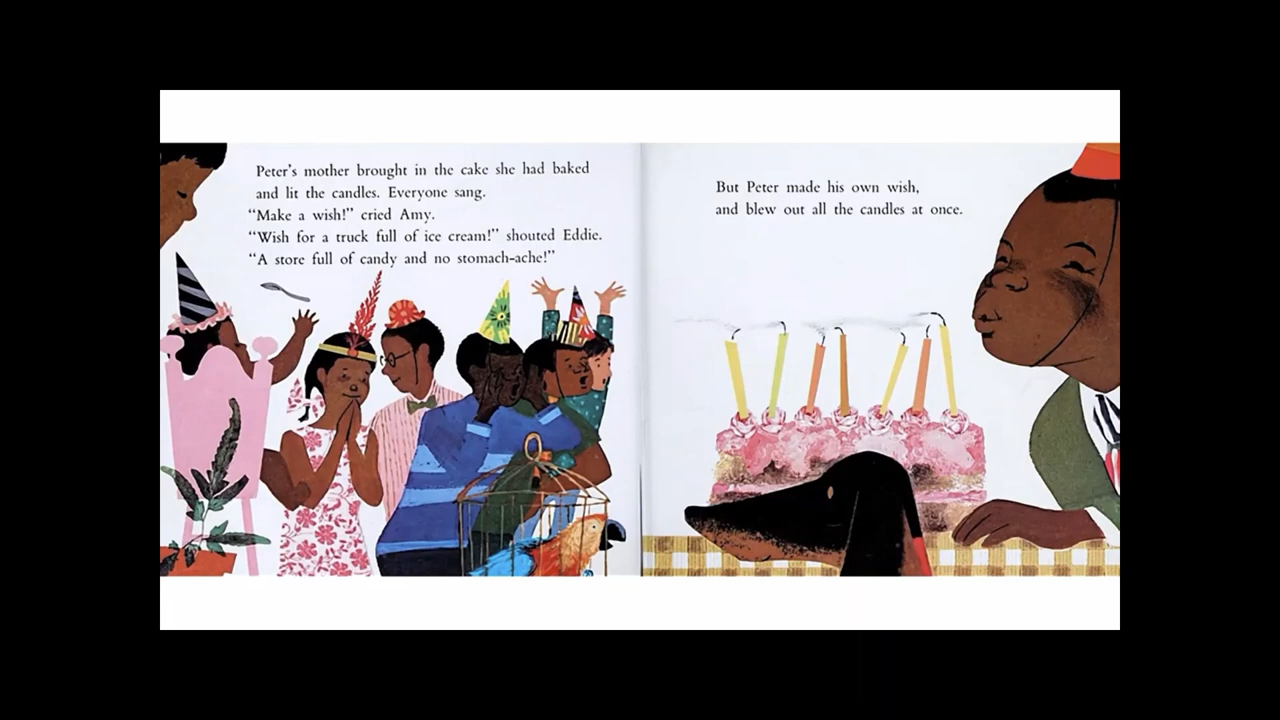 Peter's mother brought in the cake she had baked
and lit the candles. Everyone sang.
“Make a wish!” cried Amy.
“Wish for a truck full of ice cream!” shouted Eddie.
“A store full of candy and no stomach-ache!”
But Peter made his own wish,
and blew out all the candles at once.